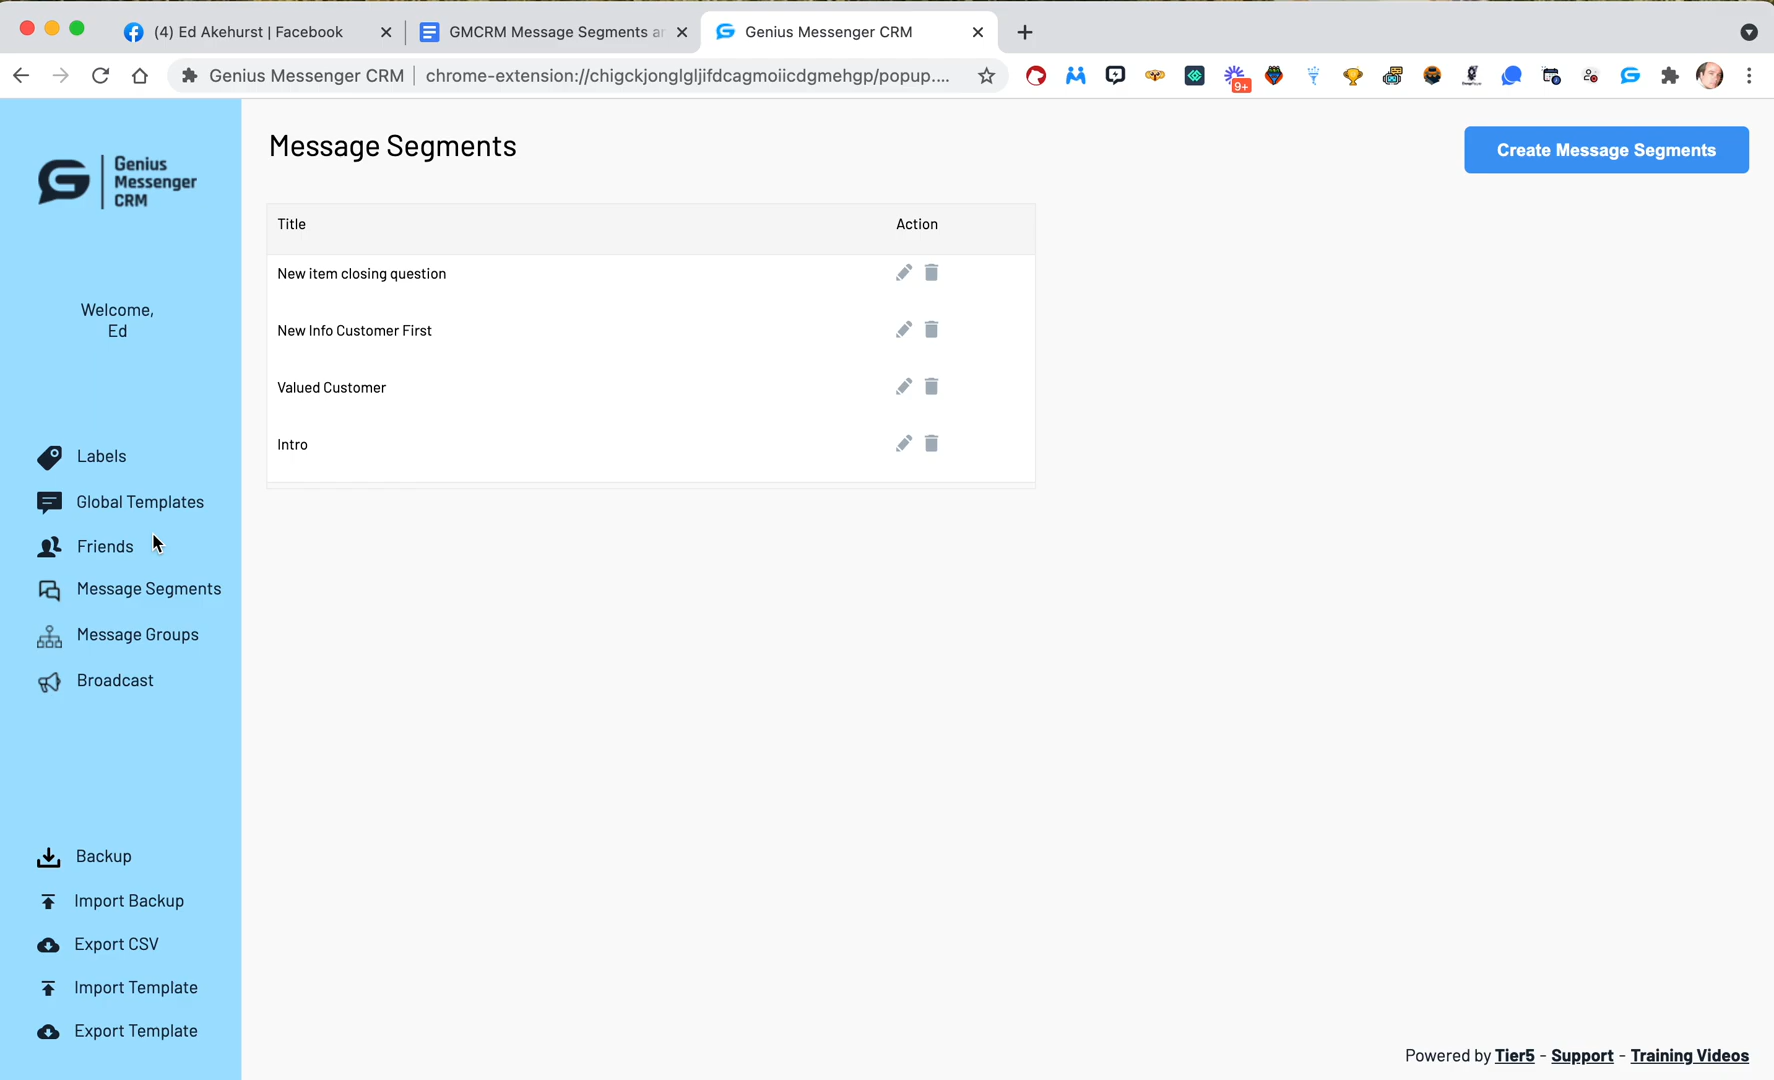 (4) Ed Akehurst | Facebook
GMCRM Message Segments ar
Genius Messenger CRM
Genius Messenger CRM
chrome-extension://chigckjonglgljifdcagmoiicdgmehgp/popup....
9+
Genius
Messenger
CRM
Welcome,
Ed
Labels
Global Templates
Friends
Message Segments
Message Groups
Broadcast
Backup
Import Backup
Export CSV
Import Template
Export Template
Message Segments
Create Message Segments
Title Action
New item closing question
New Info Customer First
Valued Customer
Intro
Powered by Tier5 - Support - Training Videos